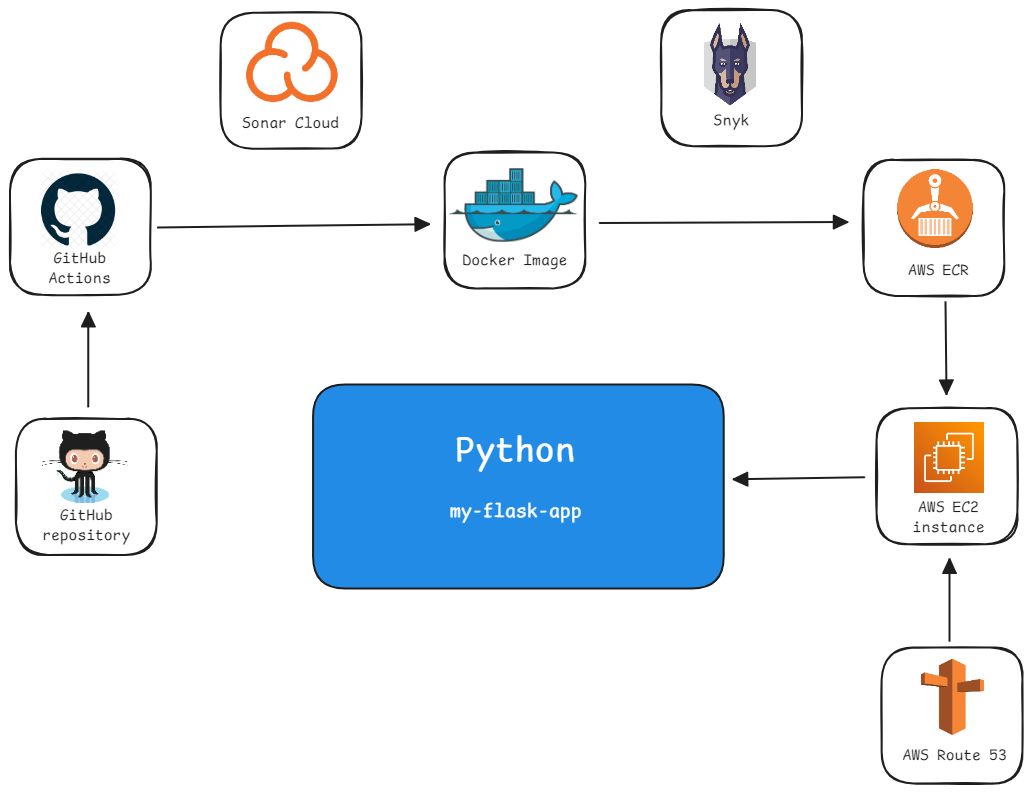 Sonar Cloud
Snyk
GitHub
Actions
Docker Image
AWS ECR
GitHub
repository
Python
my-flask-app
AWS EC2
instance
AWS Route 53